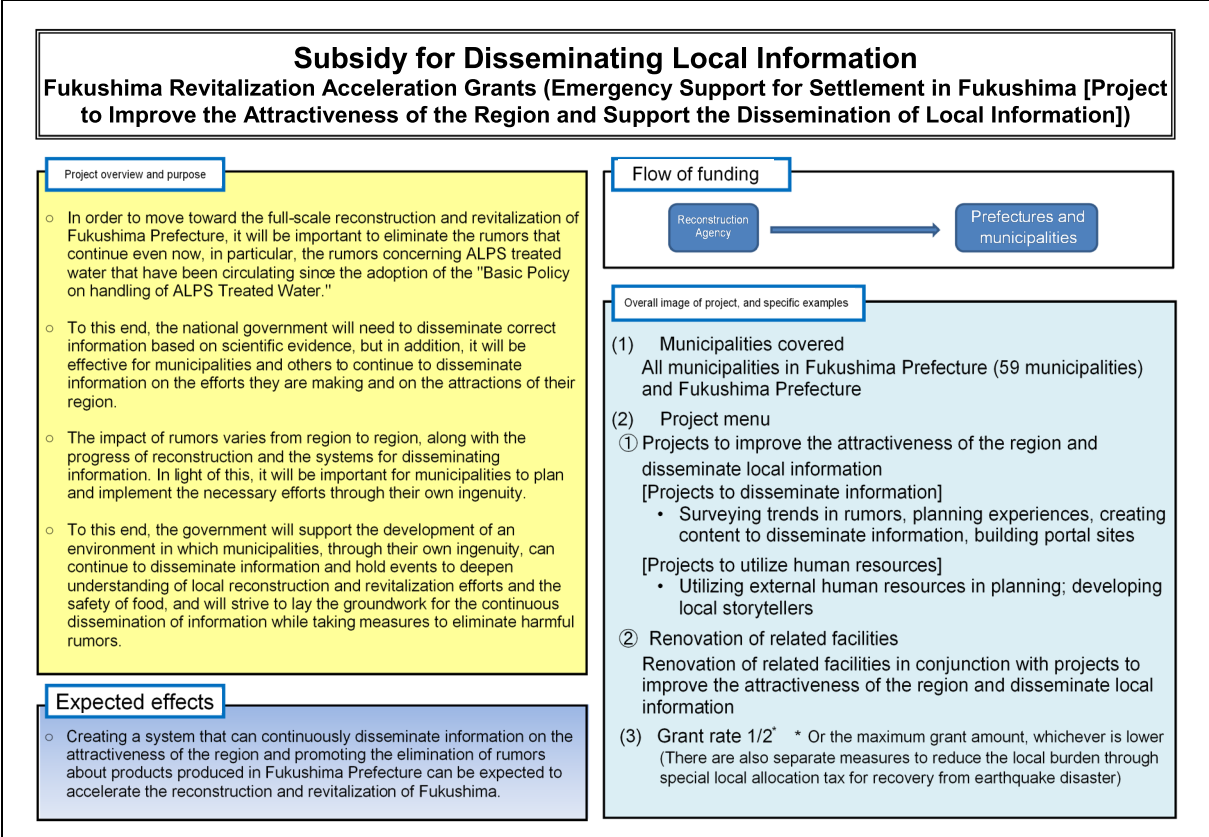 Subsidy for Disseminating Local Information
Fukushima Revitalization Acceleration Grants (Emergency Support for Settlement in Fukushima [Project
to Improve the Attractiveness of the Region and Support the Dissemination of Local Information])
Project overview and purpose
○ In order to move toward the full-scale reconstruction and revitalization of
Fukushima Prefecture, it will be important to eliminate the rumors that
continue even now, in particular, the rumors concerning ALPS treated
water that have been circulating since the adoption of the "Basic Policy
on handling of ALPS Treated Water."
○ To this end, the national government will need to disseminate correct
information based on scientific evidence, but in addition, it will be
effective for municipalities and others to continue to disseminate
information on the efforts they are making and on the attractions of their
region.
○ The impact of rumors varies from region to region, along with the
progress of reconstruction and the systems for disseminating
information. In light of this, it will be important for municipalities to plan
and implement the necessary efforts through their own ingenuity.
○ To this end, the government will support the development of an
environment in which municipalities, through their own ingenuity, can
continue to disseminate information and hold events to deepen
understanding of local reconstruction and revitalization efforts and the
safety of food, and will strive to lay the groundwork for the continuous
dissemination of information while taking measures to eliminate harmful
rumors.
Expected effects
○ Creating a system that can continuously disseminate information on the
attractiveness of the region and promoting the elimination of rumors
about products produced in Fukushima Prefecture can be expected to
accelerate the reconstruction and revitalization of Fukushima.
Flow of funding
Reconstruction
Agency
Prefectures and
municipalities
Overall image of project, and specific examples
(1) Municipalities covered
All municipalities in Fukushima Prefecture (59 municipalities)
and Fukushima Prefecture
(2) Project menu
① Projects to improve the attractiveness of the region and
disseminate local information
[Projects to disseminate information]
• Surveying trends in rumors, planning experiences, creating
content to disseminate information, building portal sites
[Projects to utilize human resources]
• Utilizing external human resources in planning; developing
local storytellers
② Renovation of related facilities
Renovation of related facilities in conjunction with projects to
improve the attractiveness of the region and disseminate local
information
(3) Grant rate 1/2* * Or the maximum grant amount, whichever is lower
(There are also separate measures to reduce the local burden through
special local allocation tax for recovery from earthquake disaster)